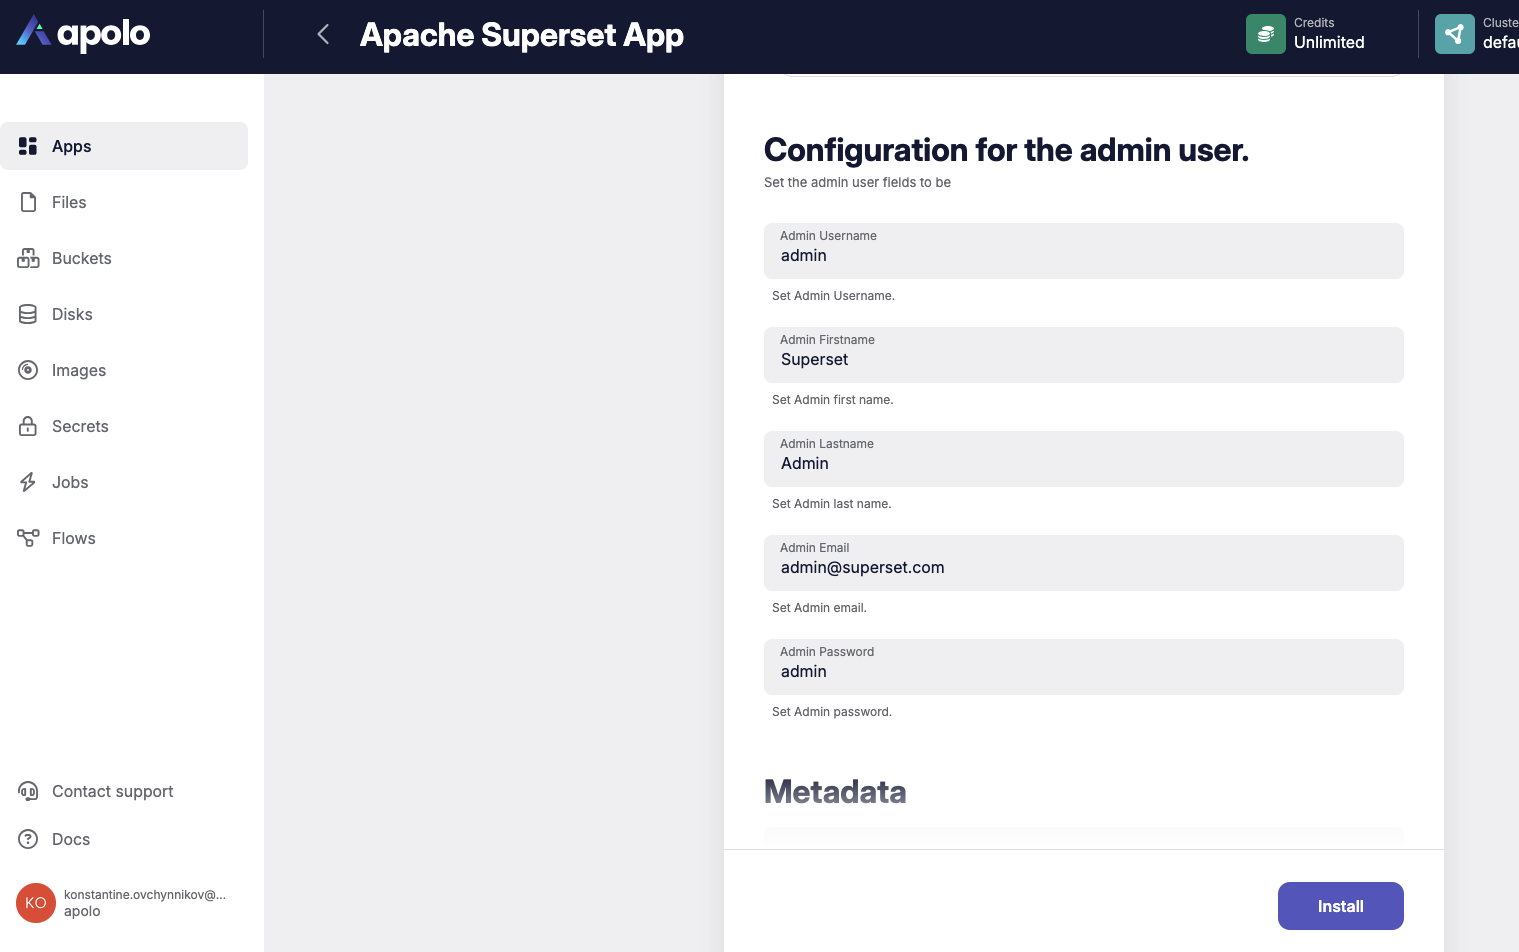 apolo
Apache Superset App
Credits
Unlimited
Cluste
defau
Apps
Files
Buckets
Disks
Images
Secrets
Jobs
Flows
Contact support
Docs
KO
konstantine.ovchynnikov@...
apolo
Configuration for the admin user.
Set the admin user fields to be
Admin Username
admin
Set Admin Username.
Admin Firstname
Superset
Set Admin first name.
Admin Lastname
Admin
Set Admin last name.
Admin Email
admin@superset.com
Set Admin email.
Admin Password
admin
Set Admin password.
Metadata
Install